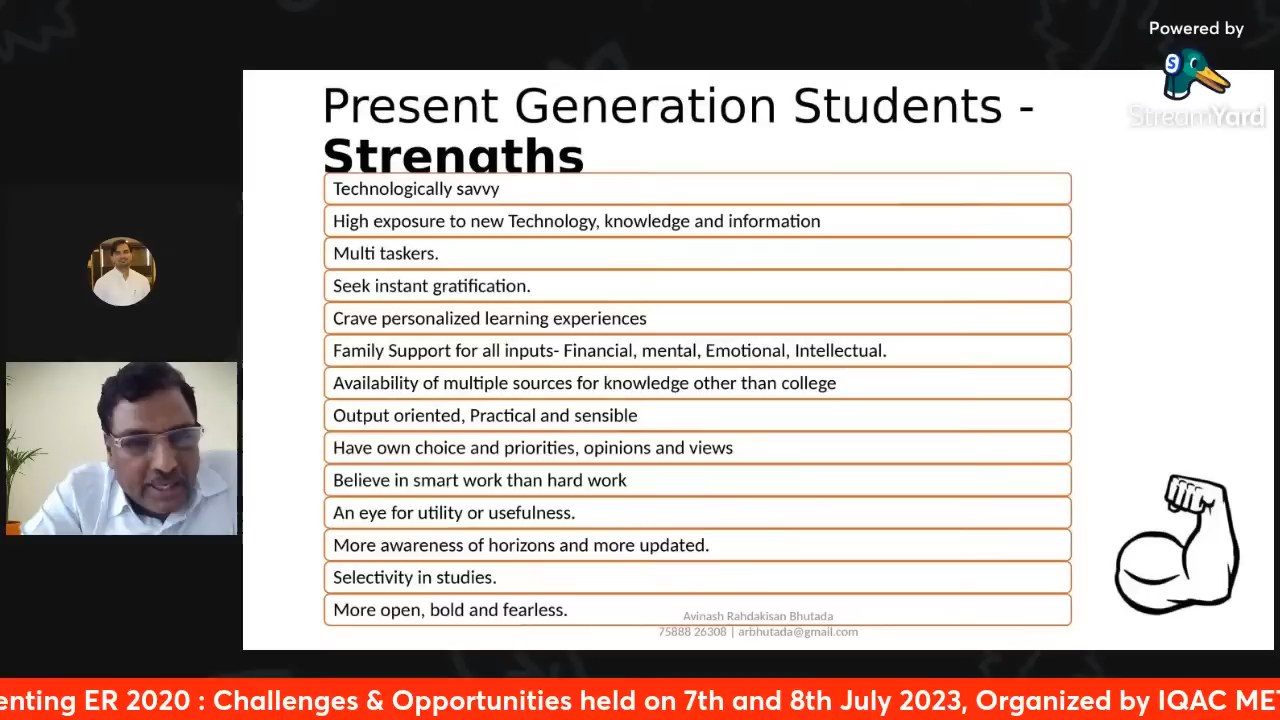 Powered by
StreamYard
Present Generation Students -
Strengths
Technologically savvy
High exposure to new Technology, knowledge and information
Multi taskers.
Seek instant gratification.
Crave personalized learning experiences
Family Support for all inputs- Financial, mental, Emotional, Intellectual.
Availability of multiple sources for knowledge other than college
Output oriented, Practical and sensible
Have own choice and priorities, opinions and views
Believe in smart work than hard work
An eye for utility or usefulness.
More awareness of horizons and more updated.
Selectivity in studies.
More open, bold and fearless.
Avinash Rahdakisan Bhutada
75888 26308 | arbhutada@gmail.com
enting ER 2020 : Challenges & Opportunities held on 7th and 8th July 2023, Organized by IQAC MET